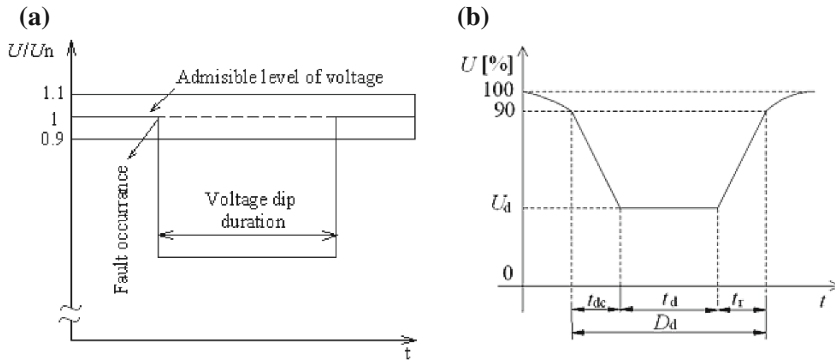 (a)
U/Un
Admisible level of voltage
1.1
1
0.9
Fault occurrance
Voltage dip
duration
t
(b)
U [%]
100
90
Ud
0
tdc td tr t
Dd